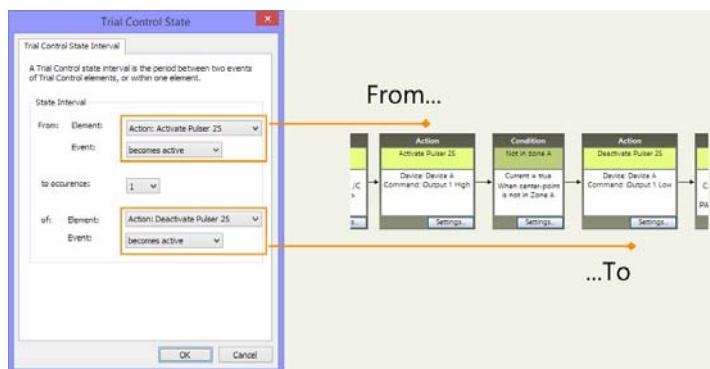 Trial Control State
x
Trial Control State Interval
A Trial Control state interval is the period between two events
of Trial Control elements, or within one element.
State Interval
From: Element: Action: Activate Pulser 25
Event: becomes active
to occurence: 1
of: Element: Action: Deactivate Pulser 25
Event: becomes active
OK Cancel
From...
Action
Activate Pulser 25
Device: Device A
Command: Output 1 High
Settings...
Condition
Not in zone A
Current = true
When center-point
is not in Zone A
Settings...
Action
Deactivate Pulser 25
Device: Device A
Command: Output 1 Low
Settings...
...To